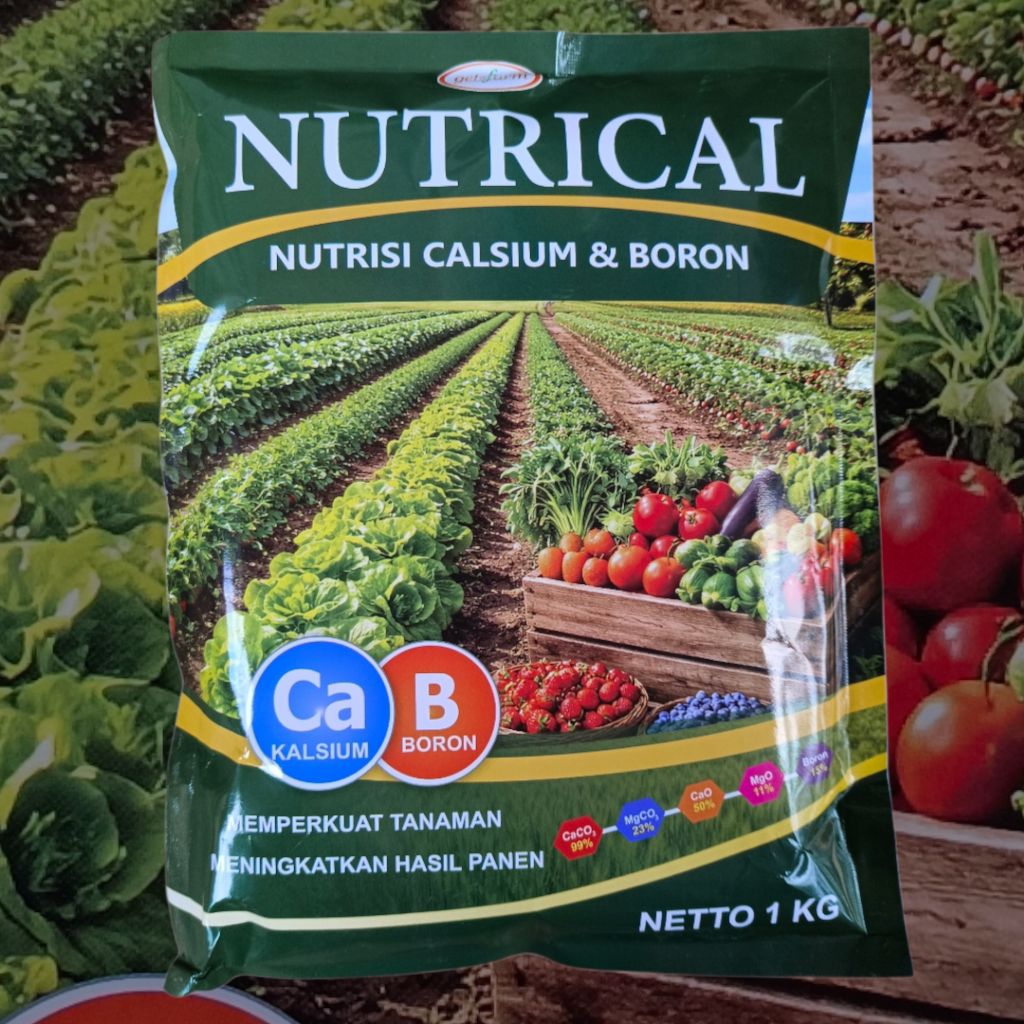 NUTRICAL
NUTRISI CALSIUM & BORON
Ca
KALSIUM
B
BORON
MEMPERKUAT TANAMAN
MENINGKATKAN HASIL PANEN
CaCO3
99%
MgCO3
23%
CaO
50%
MgO
11%
Boron
15%
NETTO 1 KG